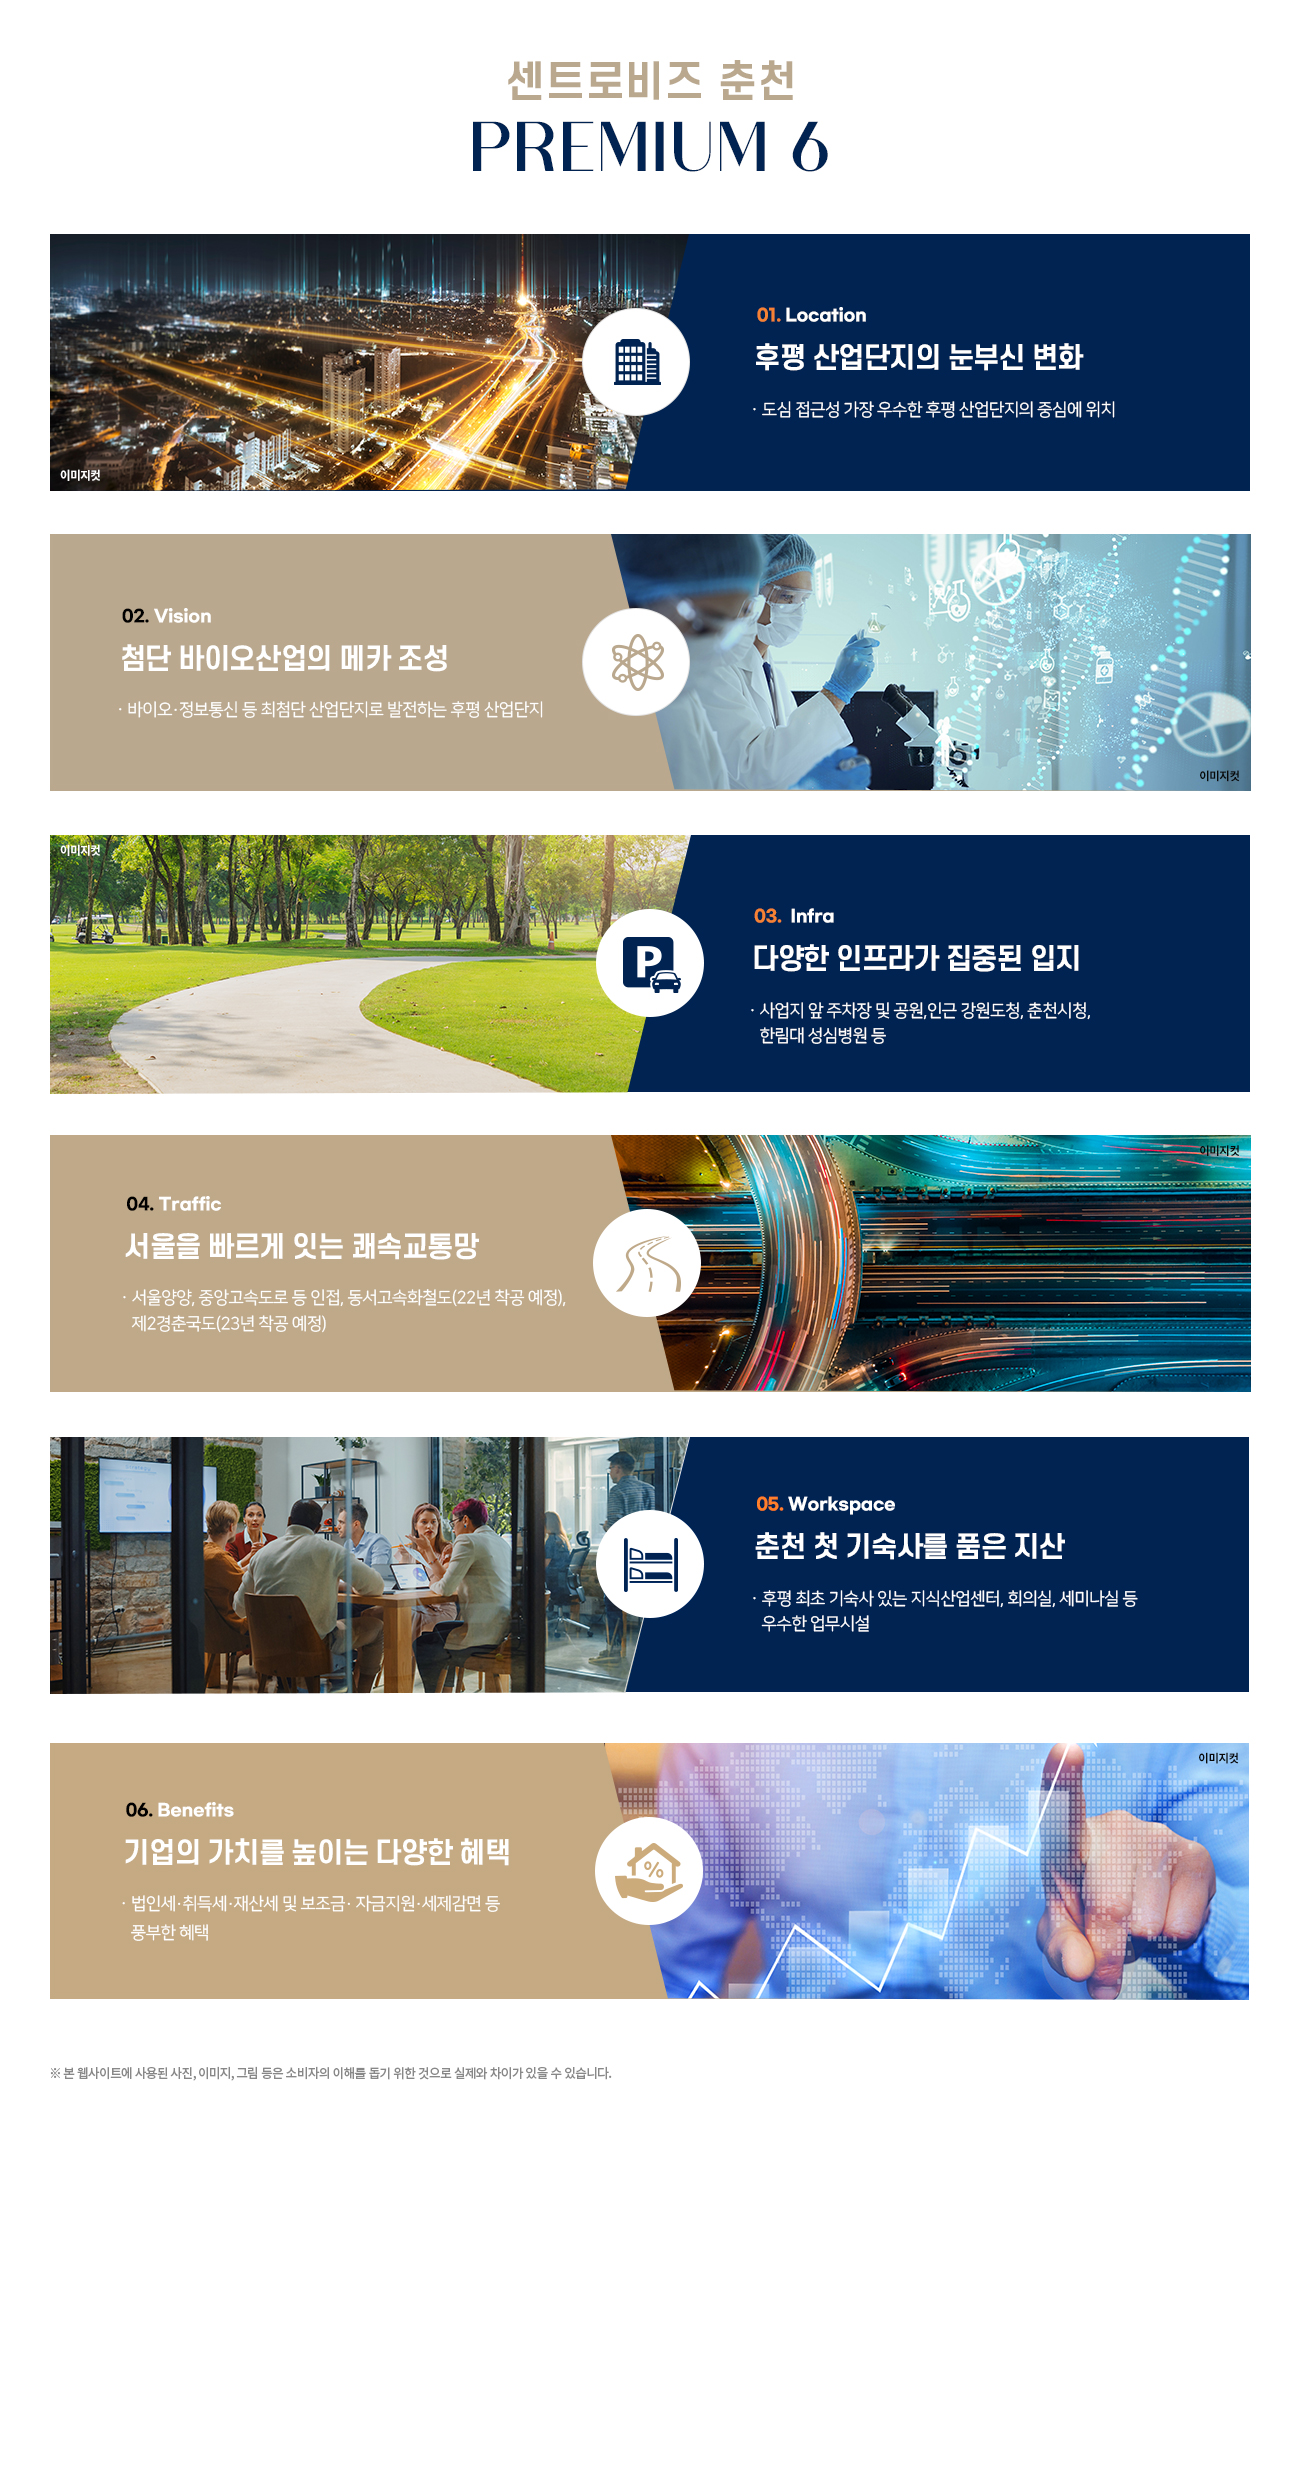 센트로비즈 춘천
PREMIUM 6
01. Location
후평 산업단지의 눈부신 변화
· 도심 접근성 가장 우수한 후평 산업단지의 중심에 위치
이미지컷
02. Vision
첨단 바이오산업의 메카 조성
· 바이오·정보통신 등 최첨단 산업단지로 발전하는 후평 산업단지
이미지컷
이미지컷
P
03. Infra
다양한 인프라가 집중된 입지
· 사업지 앞 주차장 및 공원,인근 강원도청, 춘천시청,
한림대 성심병원 등
이미지컷
04. Traffic
서울을 빠르게 잇는 쾌속교통망
· 서울양양, 중앙고속도로 등 인접, 동서고속화철도(22년 착공 예정),
제2경춘국도(23년 착공 예정)
05. Workspace
춘천 첫 기숙사를 품은 지산
· 후평 최초 기숙사 있는 지식산업센터, 회의실, 세미나실 등
우수한 업무시설
이미지컷
06. Benefits
기업의 가치를 높이는 다양한 혜택
· 법인세·취득세·재산세 및 보조금· 자금지원·세제감면 등
풍부한 혜택
%
※ 본 웹사이트에 사용된 사진, 이미지, 그림 등은 소비자의 이해를 돕기 위한 것으로 실제와 차이가 있을 수 있습니다.